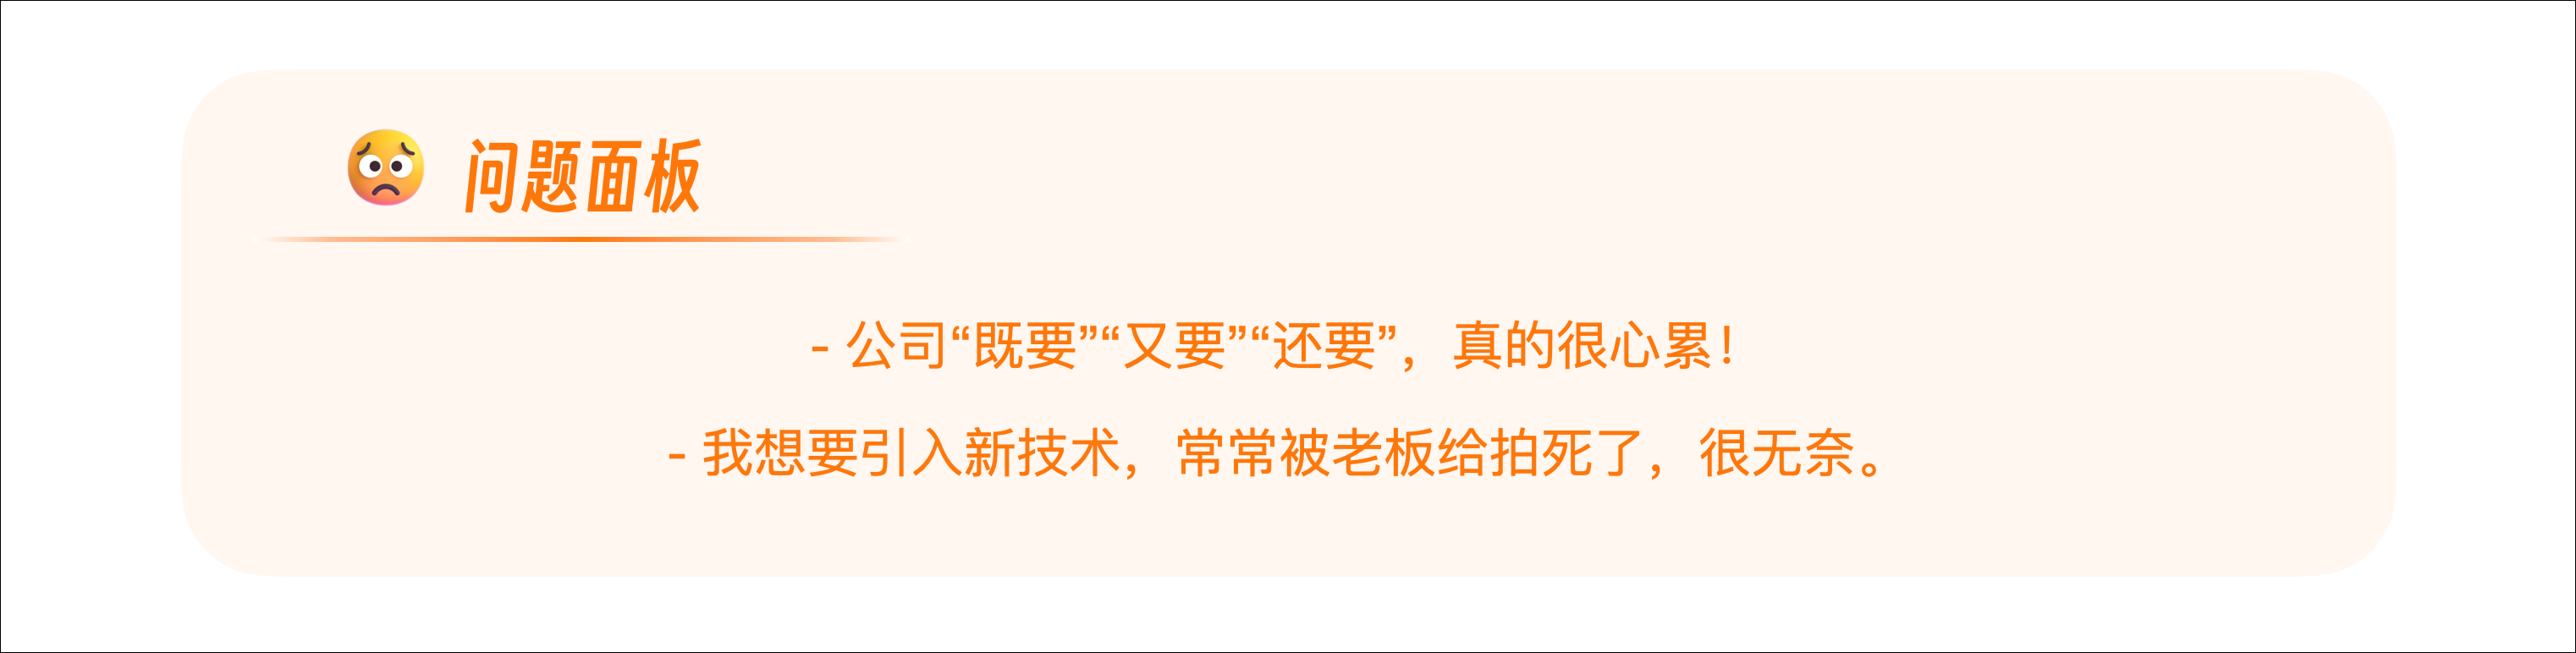 问题面板
- 公司“既要”“又要”“还要”，真的很心累！
- 我想要引入新技术，常常被老板给拍死了，很无奈。